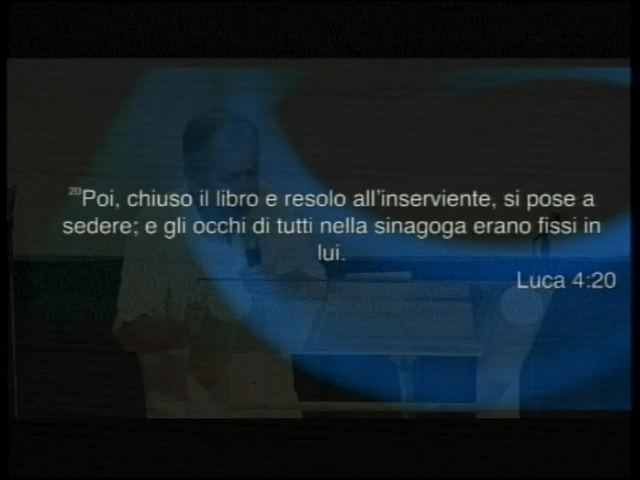 20Poi, chiuso il libro e resolo all'inserviente, si pose a
sedere; e gli occhi di tutti nella sinagoga erano fissi in
lui.
Luca 4:20